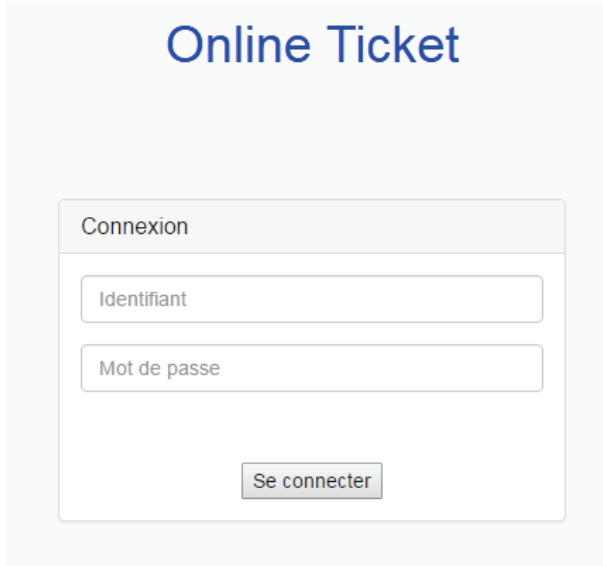 Online Ticket
Connexion
Identifiant
Mot de passe
Se connecter